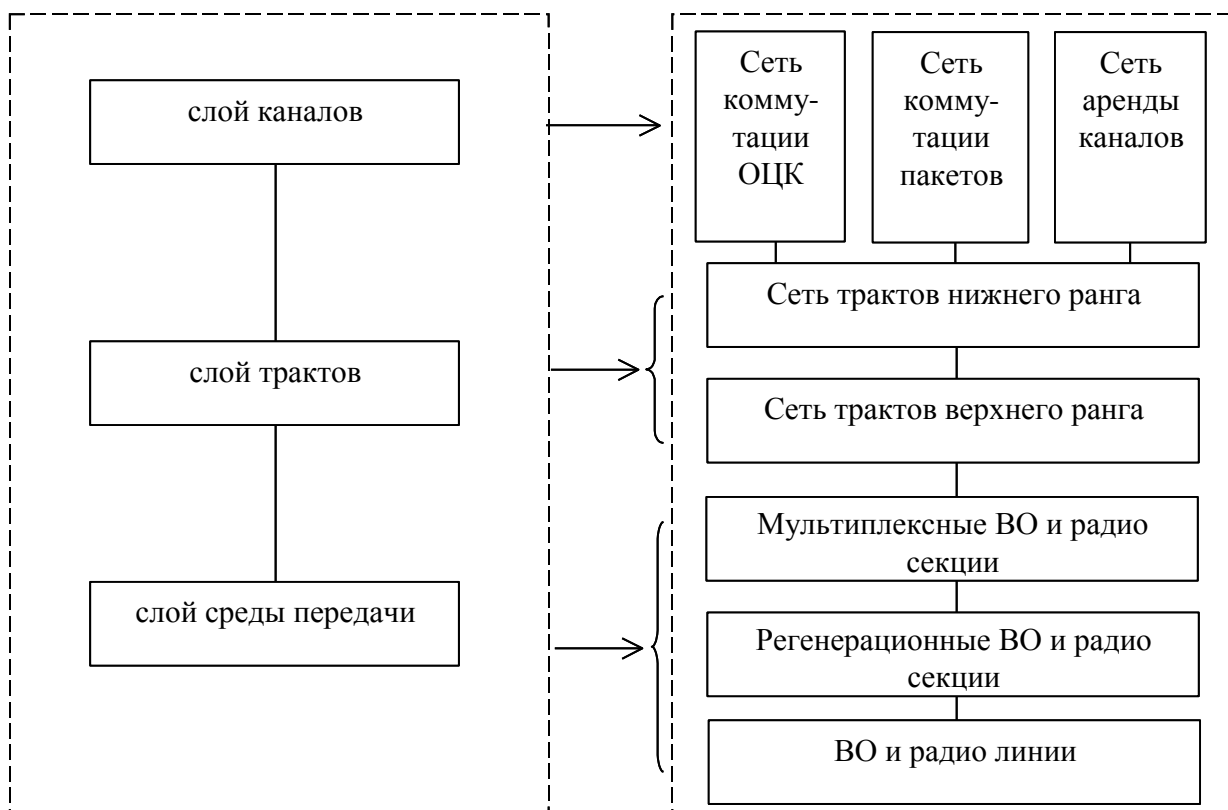 слой каналов
слой трактов
слой среды передачи
Сеть
комму-
тации
ОЦК
Сеть
комму-
тации
пакетов
Сеть
аренды
каналов
Сеть трактов нижнего ранга
Сеть трактов верхнего ранга
Мультиплексные ВО и радио
секции
Регенерационные ВО и радио
секции
ВО и радио линии